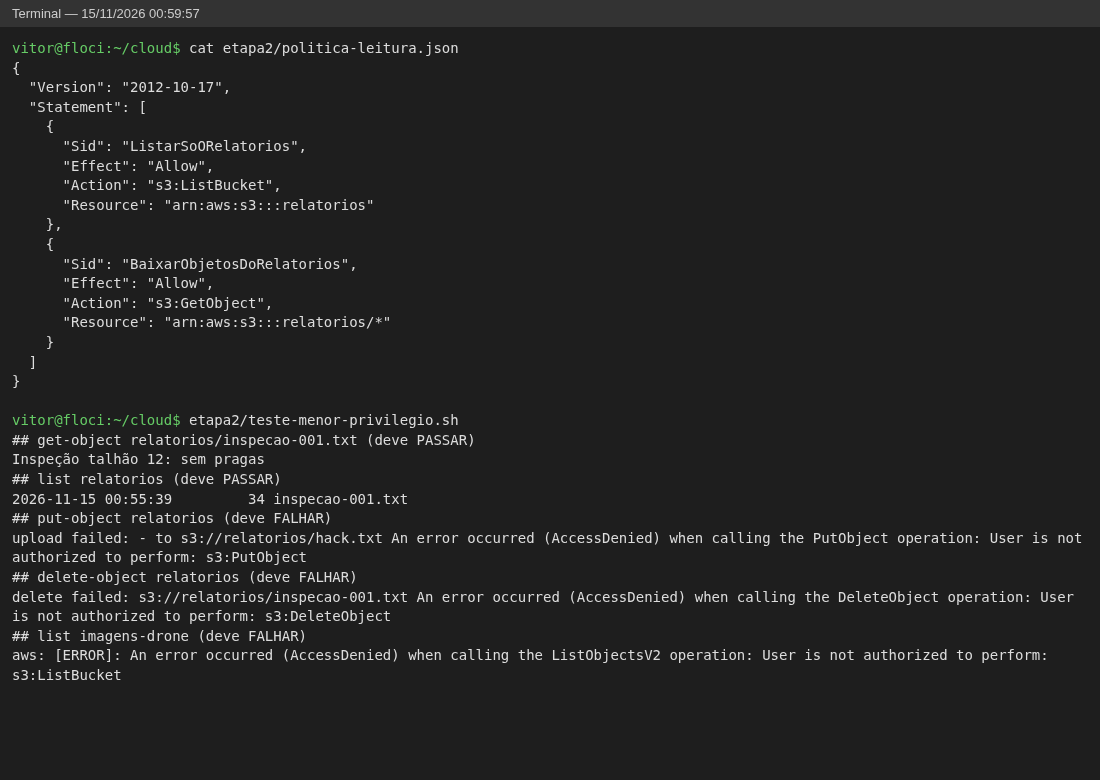 Terminal — 15/11/2026 00:59:57
vitor@floci:~/cloud$ cat etapa2/politica-leitura.json
{
  "Version": "2012-10-17",
  "Statement": [
    {
      "Sid": "ListarSoORelatorios",
      "Effect": "Allow",
      "Action": "s3:ListBucket",
      "Resource": "arn:aws:s3:::relatorios"
    },
    {
      "Sid": "BaixarObjetosDoRelatorios",
      "Effect": "Allow",
      "Action": "s3:GetObject",
      "Resource": "arn:aws:s3:::relatorios/*"
    }
  ]
}
vitor@floci:~/cloud$ etapa2/teste-menor-privilegio.sh
## get-object relatorios/inspecao-001.txt (deve PASSAR)
Inspeção talhão 12: sem pragas
## list relatorios (deve PASSAR)
2026-11-15 00:55:39         34 inspecao-001.txt
## put-object relatorios (deve FALHAR)
upload failed: - to s3://relatorios/hack.txt An error occurred (AccessDenied) when calling the PutObject operation: User is not
authorized to perform: s3:PutObject
## delete-object relatorios (deve FALHAR)
delete failed: s3://relatorios/inspecao-001.txt An error occurred (AccessDenied) when calling the DeleteObject operation: User
is not authorized to perform: s3:DeleteObject
## list imagens-drone (deve FALHAR)
aws: [ERROR]: An error occurred (AccessDenied) when calling the ListObjectsV2 operation: User is not authorized to perform:
s3:ListBucket